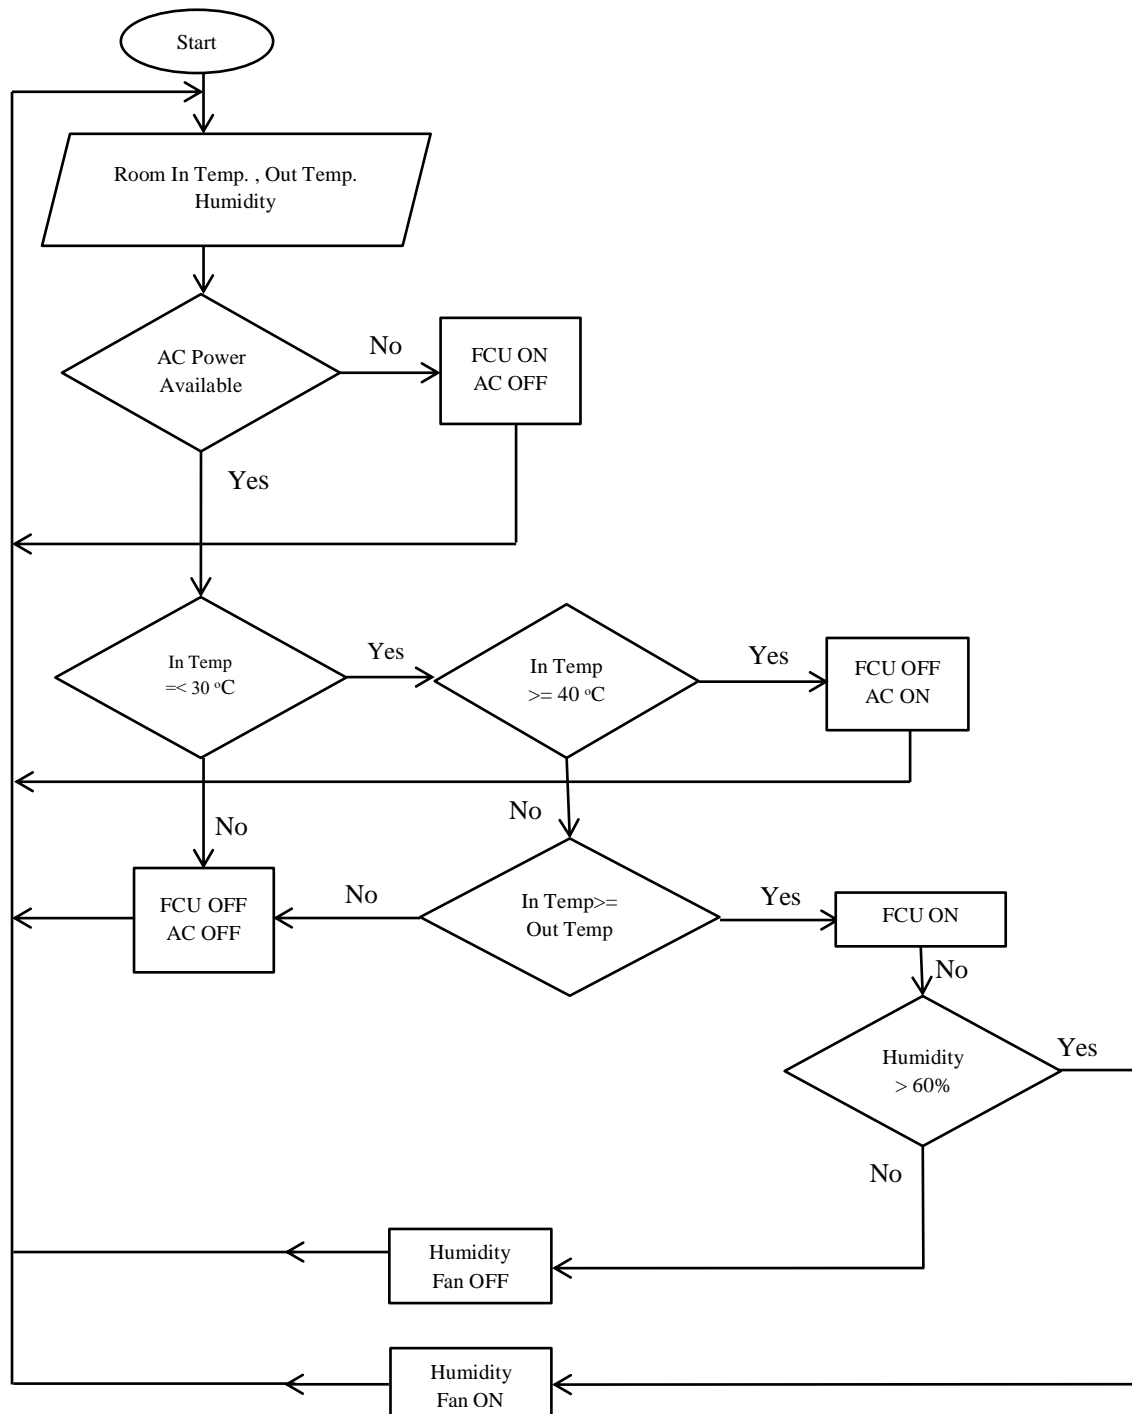 Start
Room In Temp. , Out Temp.
Humidity
AC Power
Available
No
FCU ON
AC OFF
Yes
In Temp
=< 30 °C
Yes
In Temp
>= 40 °C
Yes
FCU OFF
AC ON
No
No
FCU OFF
AC OFF
No
In Temp>=
Out Temp
Yes
FCU ON
No
Humidity
> 60%
Yes
No
Humidity
Fan OFF
Humidity
Fan ON